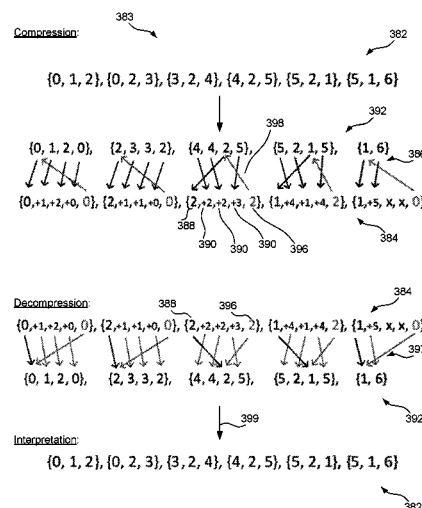 383
Compression:
382
{0, 1, 2}, {0, 2, 3}, {3, 2, 4}, {4, 2, 5}, {5, 2, 1}, {5, 1, 6}
392
398
{0, 1, 2, 0}, {2, 3, 3, 2}, {4, 4, 2, 5}, {5, 2, 1, 5}, {1, 6}
386
{0, +1, +2, +0, 0}, {2, +1, +1, +0, 0}, {2, +2, +2, +3, 2}, {1, +4, +1, +4, 2}, {1, +5, x, x, 0}
388
390
390
390
396
384
Decompression:
388
396
384
{0, +1, +2, +0, 0}, {2, +1, +1, +0, 0}, {2, +2, +2, +3, 2}, {1, +4, +1, +4, 2}, {1, +5, x, x, 0}
397
{0, 1, 2, 0}, {2, 3, 3, 2}, {4, 4, 2, 5}, {5, 2, 1, 5}, {1, 6}
392
399
Interpretation:
{0, 1, 2}, {0, 2, 3}, {3, 2, 4}, {4, 2, 5}, {5, 2, 1}, {5, 1, 6}
382